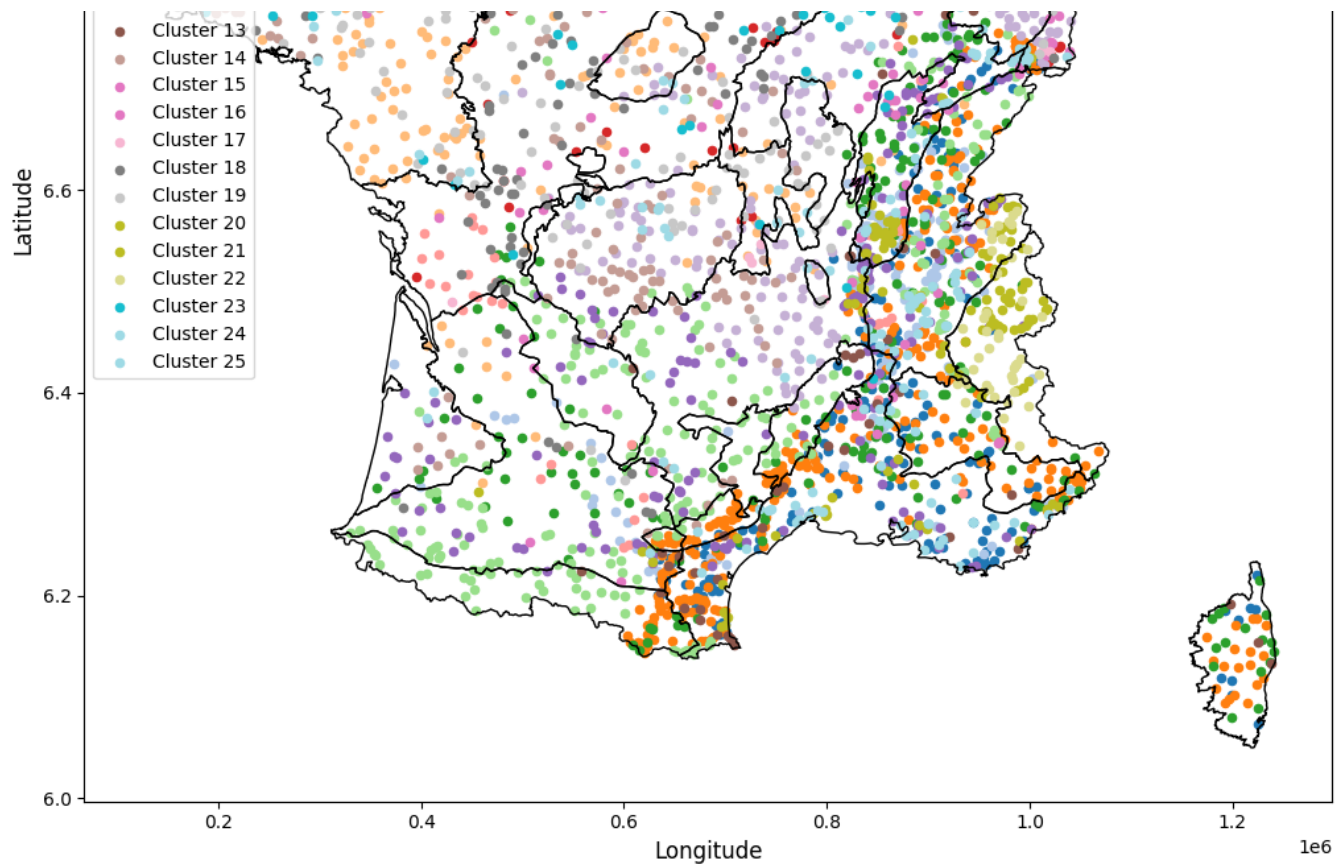 Cluster 13
Cluster 14
Cluster 15
Cluster 16
Cluster 17
Cluster 18
Cluster 19
Cluster 20
Cluster 21
Cluster 22
Cluster 23
Cluster 24
Cluster 25
Latitude
6.6
6.4
6.2
6.0
0.2 0.4 0.6 0.8 1.0 1.2
1e6
Longitude